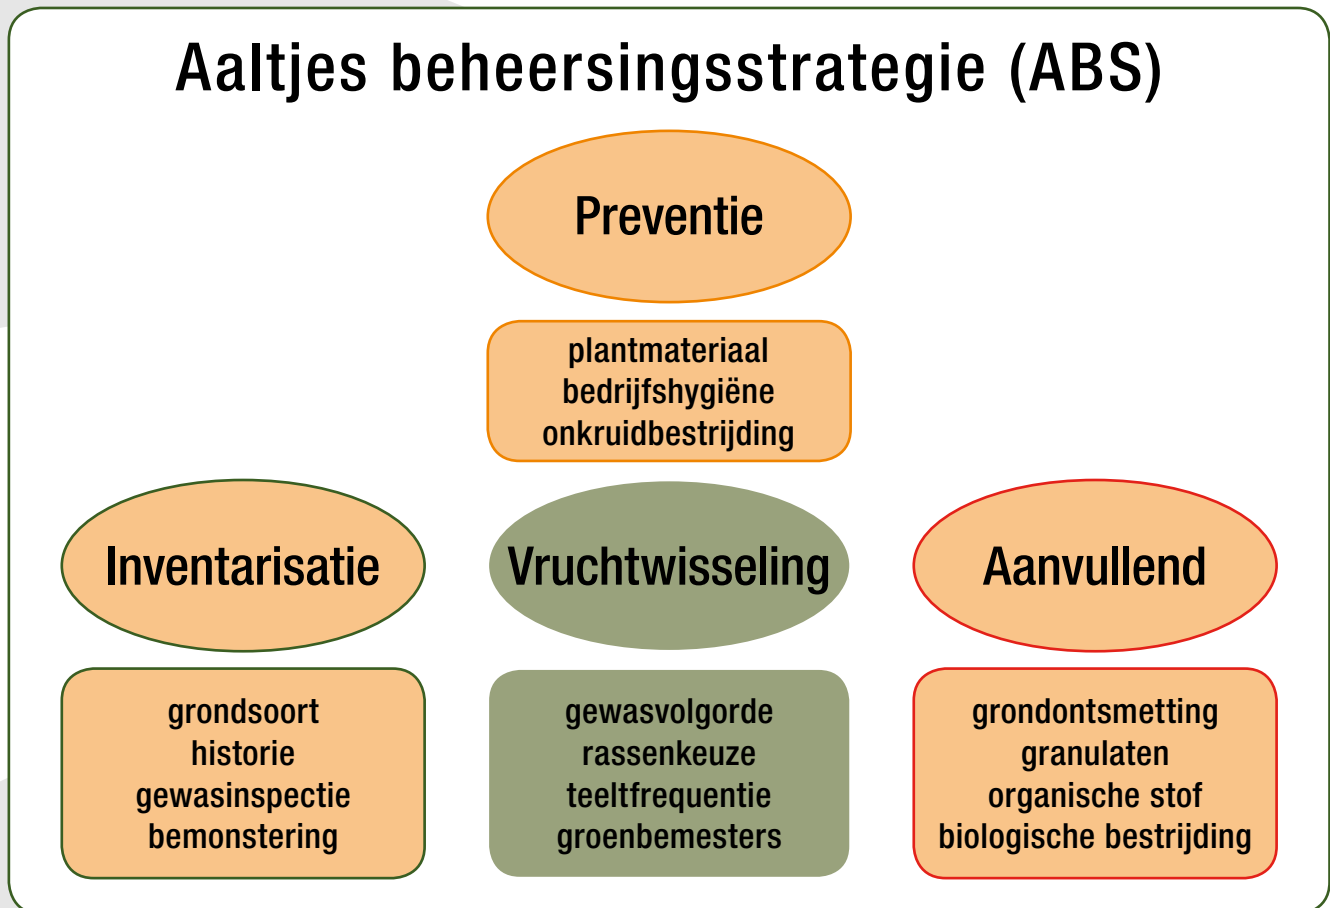 Aaltjes beheersingsstrategie (ABS)
Preventie
plantmateriaal
bedrijfshygiëne
onkruidbestrijding
Inventarisatie
grondsoort
historie
gewasinspectie
bemonstering
Vruchtwisseling
gewasvolgorde
rassenkeuze
teeltfrequentie
groenbemesters
Aanvullend
grondontsmetting
granulaten
organische stof
biologische bestrijding